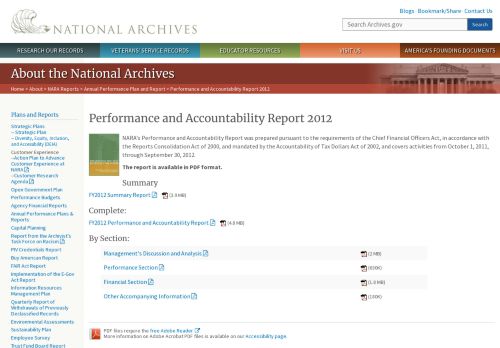 NATIONAL ARCHIVES
Blogs · Bookmark/Share · Contact Us
Search Archives.gov
Search
RESEARCH OUR RECORDS
VETERANS' SERVICE RECORDS
EDUCATOR RESOURCES
VISIT US
AMERICA'S FOUNDING DOCUMENTS
About the National Archives
Home > About > NARA Reports > Annual Performance Plan and Report > Performance and Accountability Report 2012
Plans and Reports
Strategic Plans
– Strategic Plan
– Diversity, Equity, Inclusion, and Accessibility (DEIA)
Customer Experience
–Action Plan to Advance Customer Experience at NARA
–Customer Research Agenda
Open Government Plan
Performance Budgets
Agency Financial Reports
Annual Performance Plans & Reports
Capital Planning
Report from the Archivist's Task Force on Racism
PIV Credentials Report
Buy American Report
FAIR Act Report
Implementation of the E-Gov Act Report
Information Resources Management Plan
Quarterly Report of Withdrawals of Previously Declassified Records
Environmental Assessments
Sustainability Plan
Employee Survey
Trust Fund Board Report
Performance and Accountability Report 2012
NARA's Performance and Accountability Report was prepared pursuant to the requirements of the Chief Financial Officers Act, in accordance with
the Reports Consolidation Act of 2000, and mandated by the Accountability of Tax Dollars Act of 2002, and covers activities from October 1, 2011,
through September 30, 2012.
The report is available in PDF format.
Summary
FY2012 Summary Report (3.9 MB)
Complete:
FY2012 Performance and Accountability Report (4.8 MB)
By Section:
Management's Discussion and Analysis (2 MB)
Performance Section (690K)
Financial Section (1.8 MB)
Other Accompanying Information (180K)
PDF files require the free Adobe Reader.
More information on Adobe Acrobat PDF files is available on our Accessibility page.